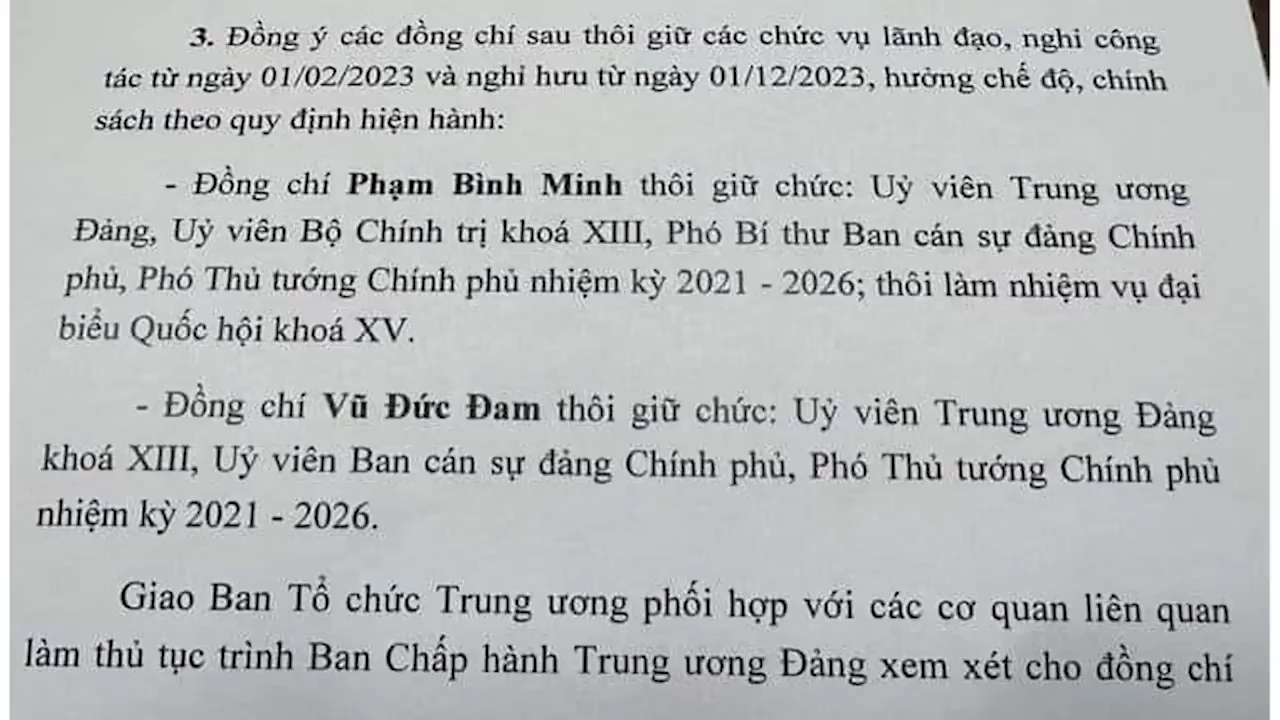 3. Đồng ý các đồng chí sau thôi giữ các chức vụ lãnh đạo, nghỉ công
tác từ ngày 01/02/2023 và nghỉ hưu từ ngày 01/12/2023, hưởng chế độ, chính
sách theo quy định hiện hành:
- Đồng chí Phạm Bình Minh thôi giữ chức: Uỷ viên Trung ương
Đảng, Uỷ viên Bộ Chính trị khoá XIII, Phó Bí thư Ban cán sự đảng Chính
phủ, Phó Thủ tướng Chính phủ nhiệm kỳ 2021 - 2026; thôi làm nhiệm vụ đại
biểu Quốc hội khoá XV.
- Đồng chí Vũ Đức Đam thôi giữ chức: Uỷ viên Trung ương Đảng
khoá XIII, Uỷ viên Ban cán sự đảng Chính phủ, Phó Thủ tướng Chính phủ
nhiệm kỳ 2021 - 2026.
Giao Ban Tổ chức Trung ương phối hợp với các cơ quan liên quan
làm thủ tục trình Ban Chấp hành Trung ương Đảng xem xét cho đồng chí